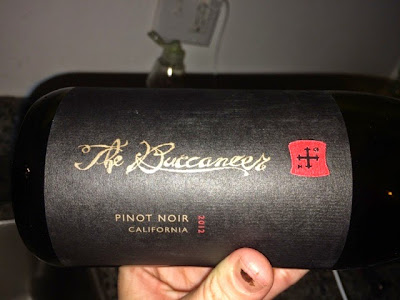 The Buccaneer
PINOT NOIR
CALIFORNIA
2012